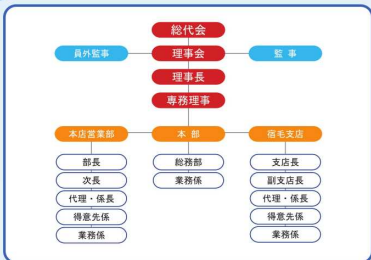 総代会
員外監事
理事会
監 事
理事長
専務理事
本店営業部
本 部
宿毛支店
部長
総務部
支店長
次長
業務係
副支店長
代理・係長
代理・係長
得意先係
得意先係
業務係
業務係